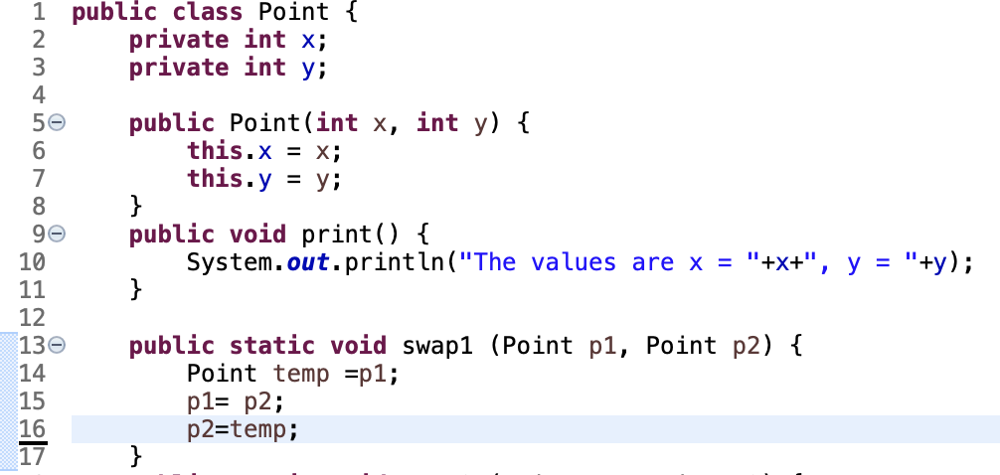 1 public class Point {
2     private int x;
3     private int y;
4
5     public Point(int x, int y) {
6         this.x = x;
7         this.y = y;
8     }
9     public void print() {
10         System.out.println("The values are x = "+x+", y = "+y);
11     }
12
13     public static void swap1 (Point p1, Point p2) {
14         Point temp =p1;
15         p1= p2;
16         p2=temp;
17     }